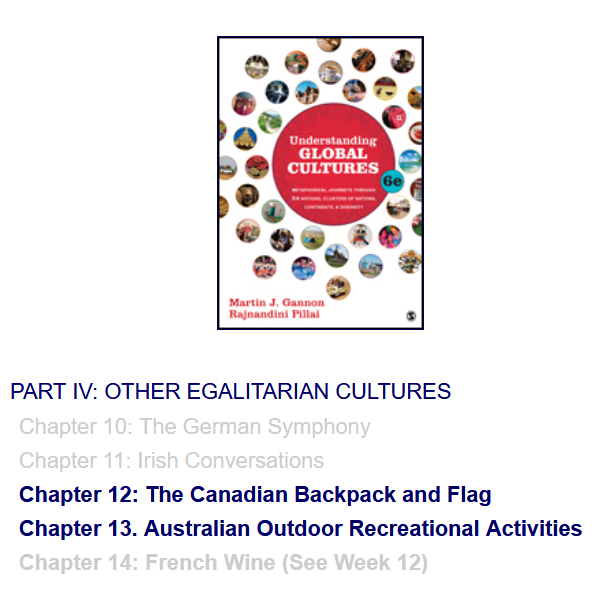 Understanding
GLOBAL
CULTURES
6e
METAPHORICAL JOURNEYS THROUGH
34 NATIONS, CLUSTERS OF NATIONS,
CONTINENTS, & DIVERSITY
Martin J. Gannon
Rajnandini Pillai
PART IV: OTHER EGALITARIAN CULTURES
Chapter 10: The German Symphony
Chapter 11: Irish Conversations
Chapter 12: The Canadian Backpack and Flag
Chapter 13. Australian Outdoor Recreational Activities
Chapter 14: French Wine (See Week 12)